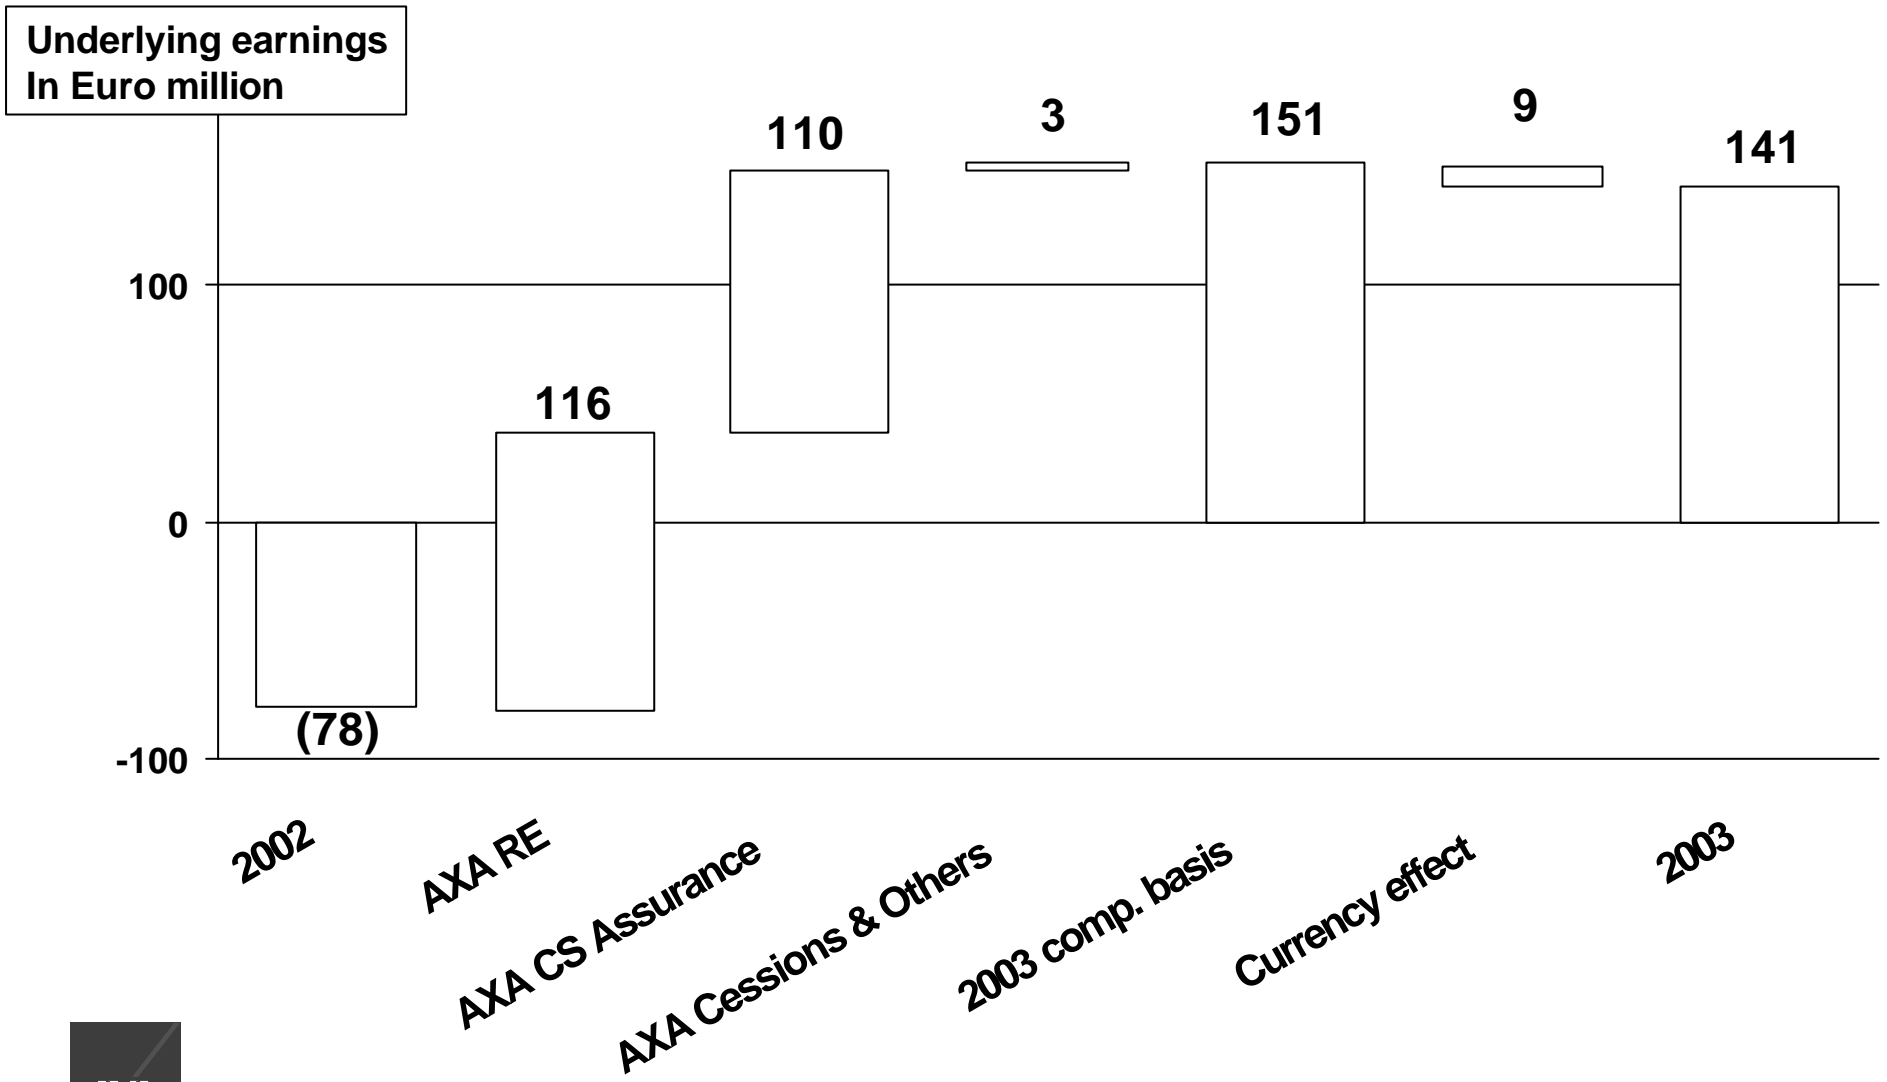 Underlying earnings
In Euro million
110
3
151
9
141
100
116
0
(78)
-100
2002
AXA RE
AXA CS Assurance
AXA Cessions & Others
2003 comp. basis
Currency effect
2003